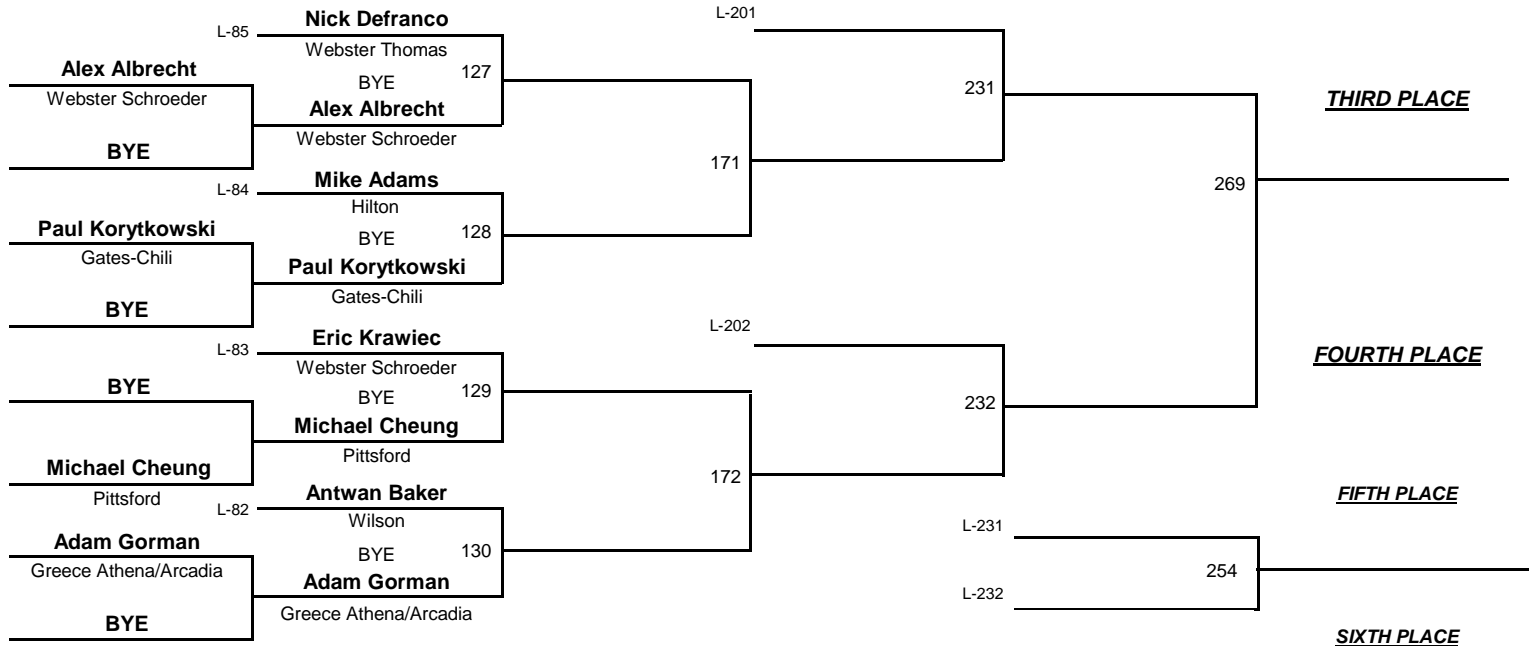 L-85
Nick Defranco
L-201
Webster Thomas
Alex Albrecht
BYE
127
231
Webster Schroeder
Alex Albrecht
THIRD PLACE
BYE
Webster Schroeder
171
L-84
Mike Adams
269
Hilton
Paul Korytkowski
BYE
128
Gates-Chili
Paul Korytkowski
BYE
Gates-Chili
L-83
Eric Krawiec
L-202
Webster Schroeder
FOURTH PLACE
BYE
BYE
129
232
Michael Cheung
Michael Cheung
Pittsford
172
Pittsford
L-82
Antwan Baker
FIFTH PLACE
Wilson
L-231
Adam Gorman
BYE
130
Greece Athena/Arcadia
Adam Gorman
254
BYE
Greece Athena/Arcadia
L-232
SIXTH PLACE